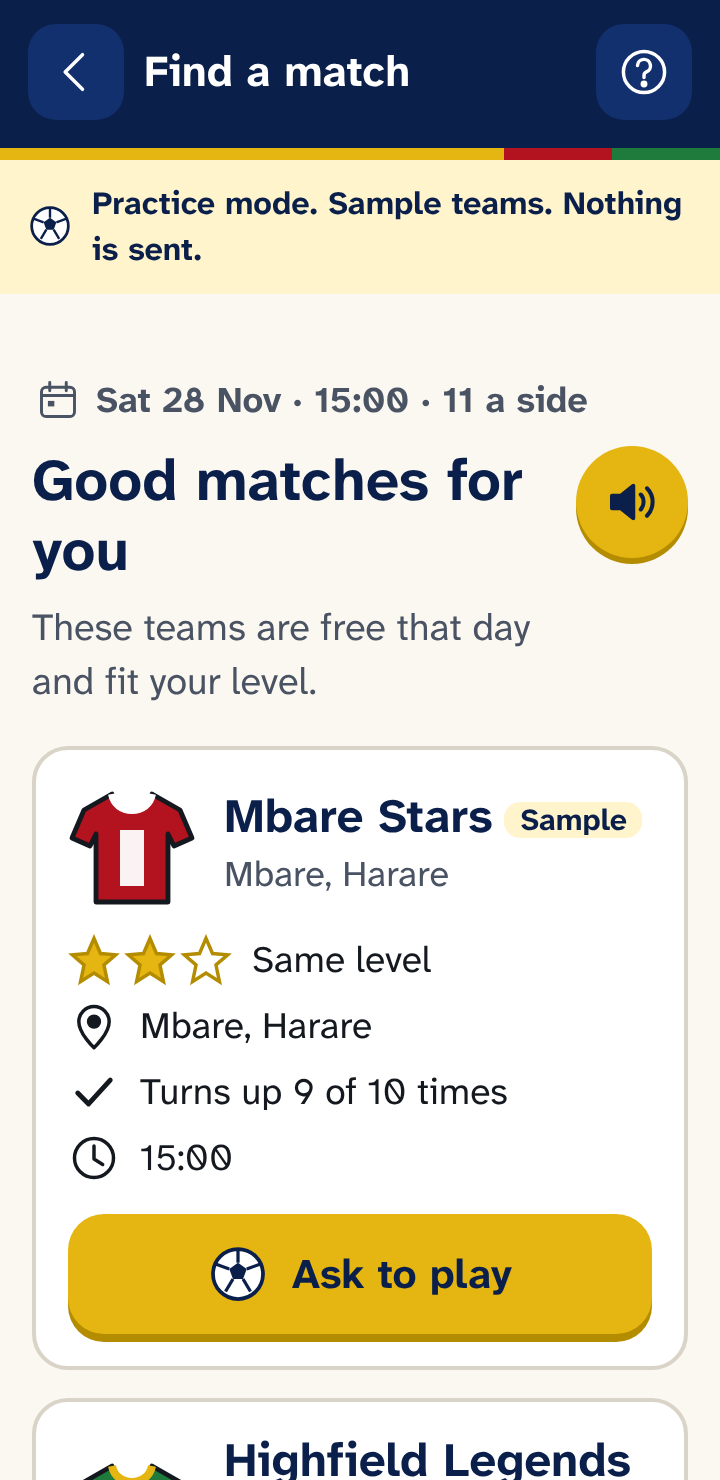 Find a match
Practice mode. Sample teams. Nothing
is sent.
Sat 28 Nov · 15:00 · 11 a side
Good matches for
you
These teams are free that day
and fit your level.
Mbare Stars Sample
Mbare, Harare
Same level
Mbare, Harare
Turns up 9 of 10 times
15:00
Ask to play
Highfield Legends